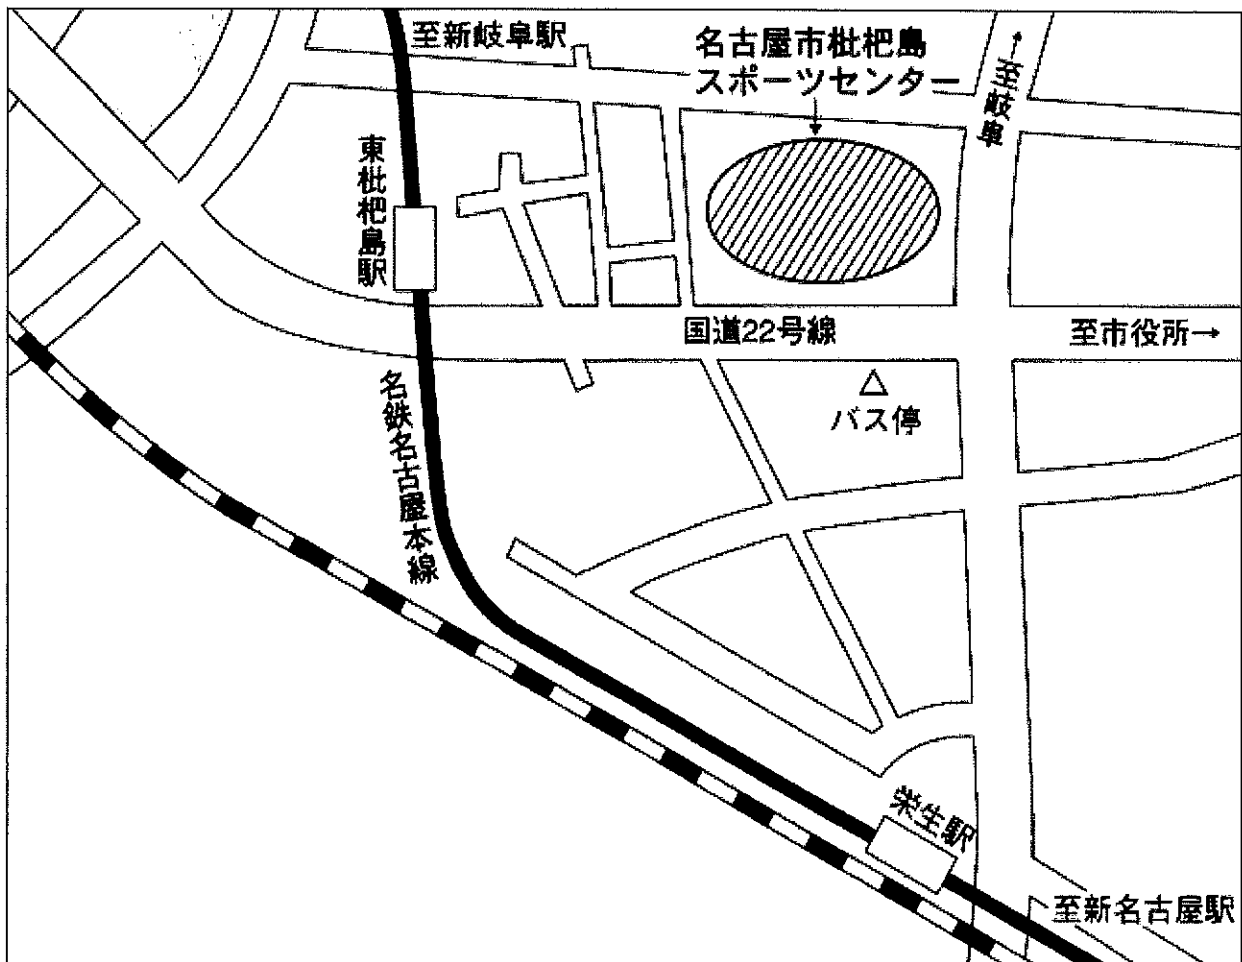 至新岐阜駅
名古屋市枇杷島
スポーツセンター
→至岐阜
東枇杷島駅
国道22号線
至市役所→
バス停
名鉄名古屋本線
栄生駅
至新名古屋駅